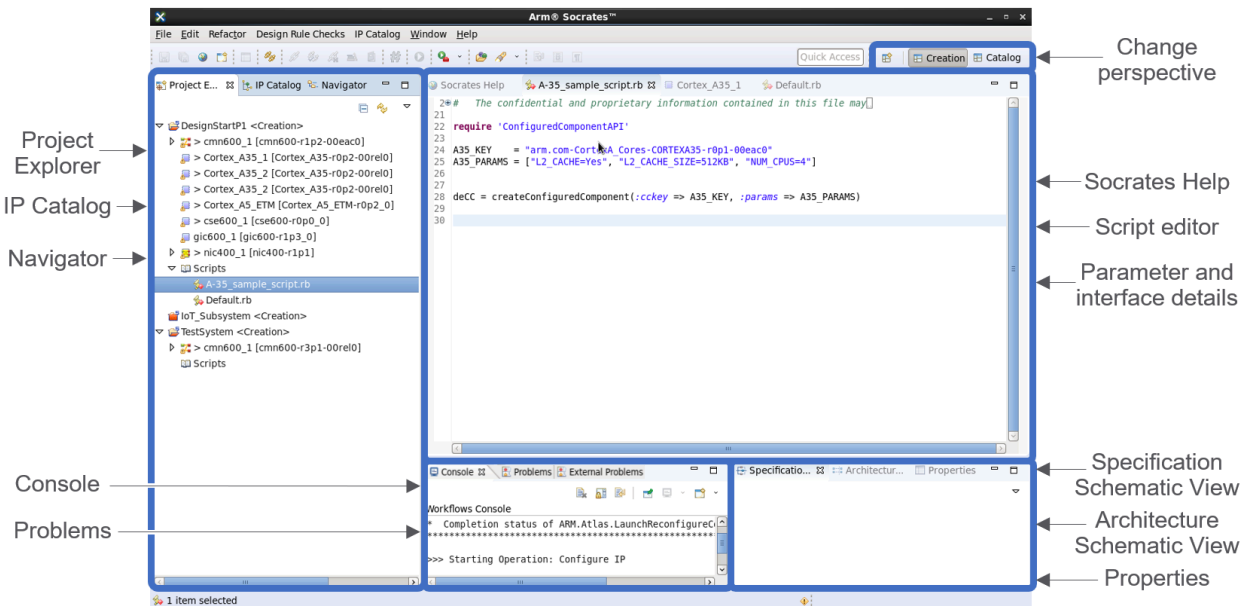 Arm® Socrates™
File Edit Refactor Design Rule Checks IP Catalog Window Help
Quick Access
Creation
Catalog
Change
perspective
Project E...
IP Catalog
Navigator
DesignStartP1 <Creation>
> cmn600_1 [cmn600-r1p2-00eac0]
> Cortex_A35_1 [Cortex_A35-r0p2-00rel0]
> Cortex_A35_2 [Cortex_A35-r0p2-00rel0]
> Cortex_A35_2 [Cortex_A35-r0p2-00rel0]
> Cortex_A5_ETM [Cortex_A5_ETM-r0p2_0]
> cse600_1 [cse600-r0p0_0]
gic600_1 [gic600-r1p3_0]
> nic400_1 [nic400-r1p1]
Scripts
A-35_sample_script.rb
Default.rb
IoT_Subsystem <Creation>
TestSystem <Creation>
> cmn600_1 [cmn600-r3p1-00rel0]
Scripts
Project
Explorer
IP Catalog
Navigator
Console
Problems
Socrates Help
A-35_sample_script.rb
Cortex_A35_1
Default.rb
2 # The confidential and proprietary information contained in this file may
21
22 require 'ConfiguredComponentAPI'
23
24 A35_KEY = "arm.com-CortexA_Cores-CORTEXA35-r0p1-00eac0"
25 A35_PARAMS = ["L2_CACHE=Yes", "L2_CACHE_SIZE=512KB", "NUM_CPUS=4"]
26
27
28 deCC = createConfiguredComponent(:cckey => A35_KEY, :params => A35_PARAMS)
29
30
Socrates Help
Script editor
Parameter and
interface details
Console
Problems
External Problems
Workflows Console
* Completion status of ARM.Atlas.LaunchReconfigureC
>>> Starting Operation: Configure IP
Specificatio...
Architectur...
Properties
Specification
Schematic View
Architecture
Schematic View
Properties
1 item selected